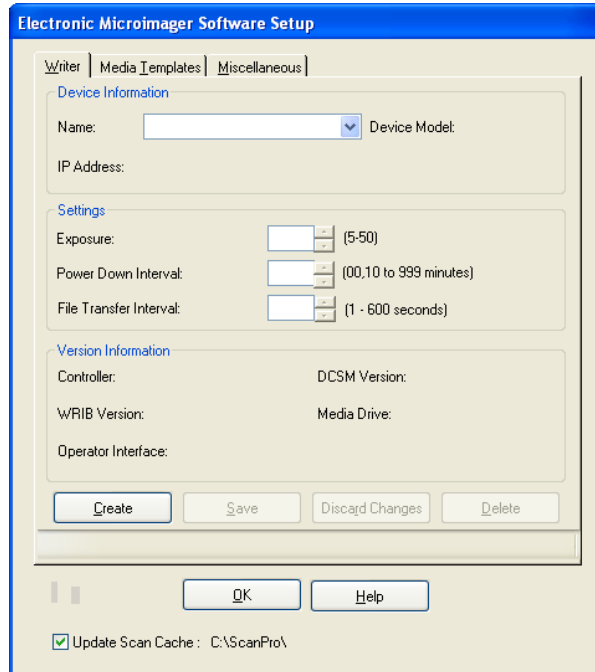 Electronic Microimager Software Setup
Writer Media Templates Miscellaneous
Device Information
Name: Device Model:
IP Address:
Settings
Exposure: (5-50)
Power Down Interval: (00,10 to 999 minutes)
File Transfer Interval: (1 - 600 seconds)
Version Information
Controller: DCSM Version:
WRIB Version: Media Drive:
Operator Interface:
Create Save Discard Changes Delete
OK Help
Update Scan Cache : C:\ScanPro\